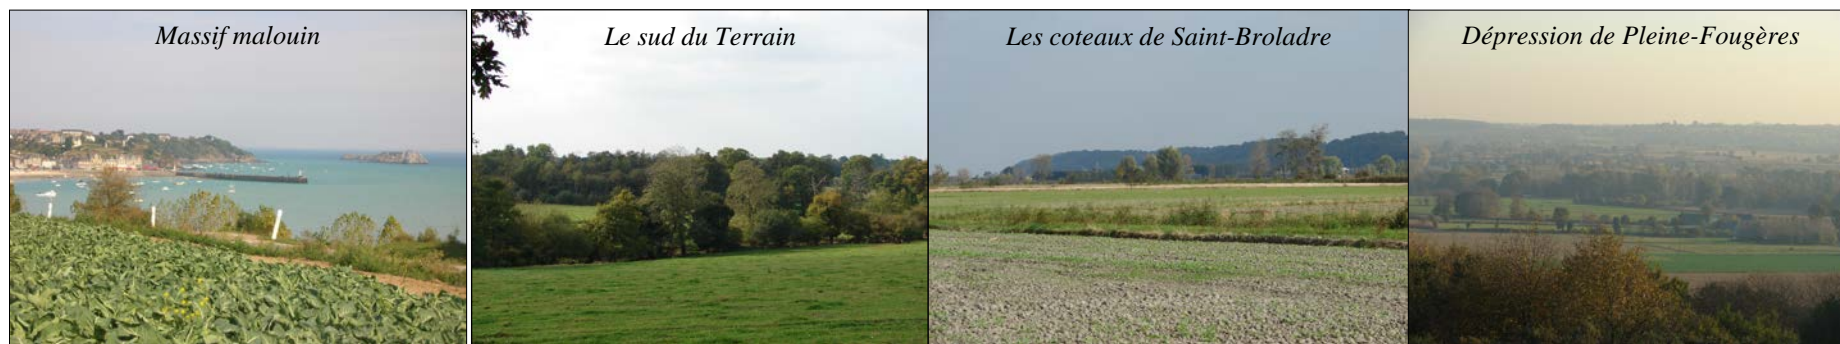 Massif malouin
Le sud du Terrain
Les coteaux de Saint-Broladre
Dépression de Pleine-Fougères